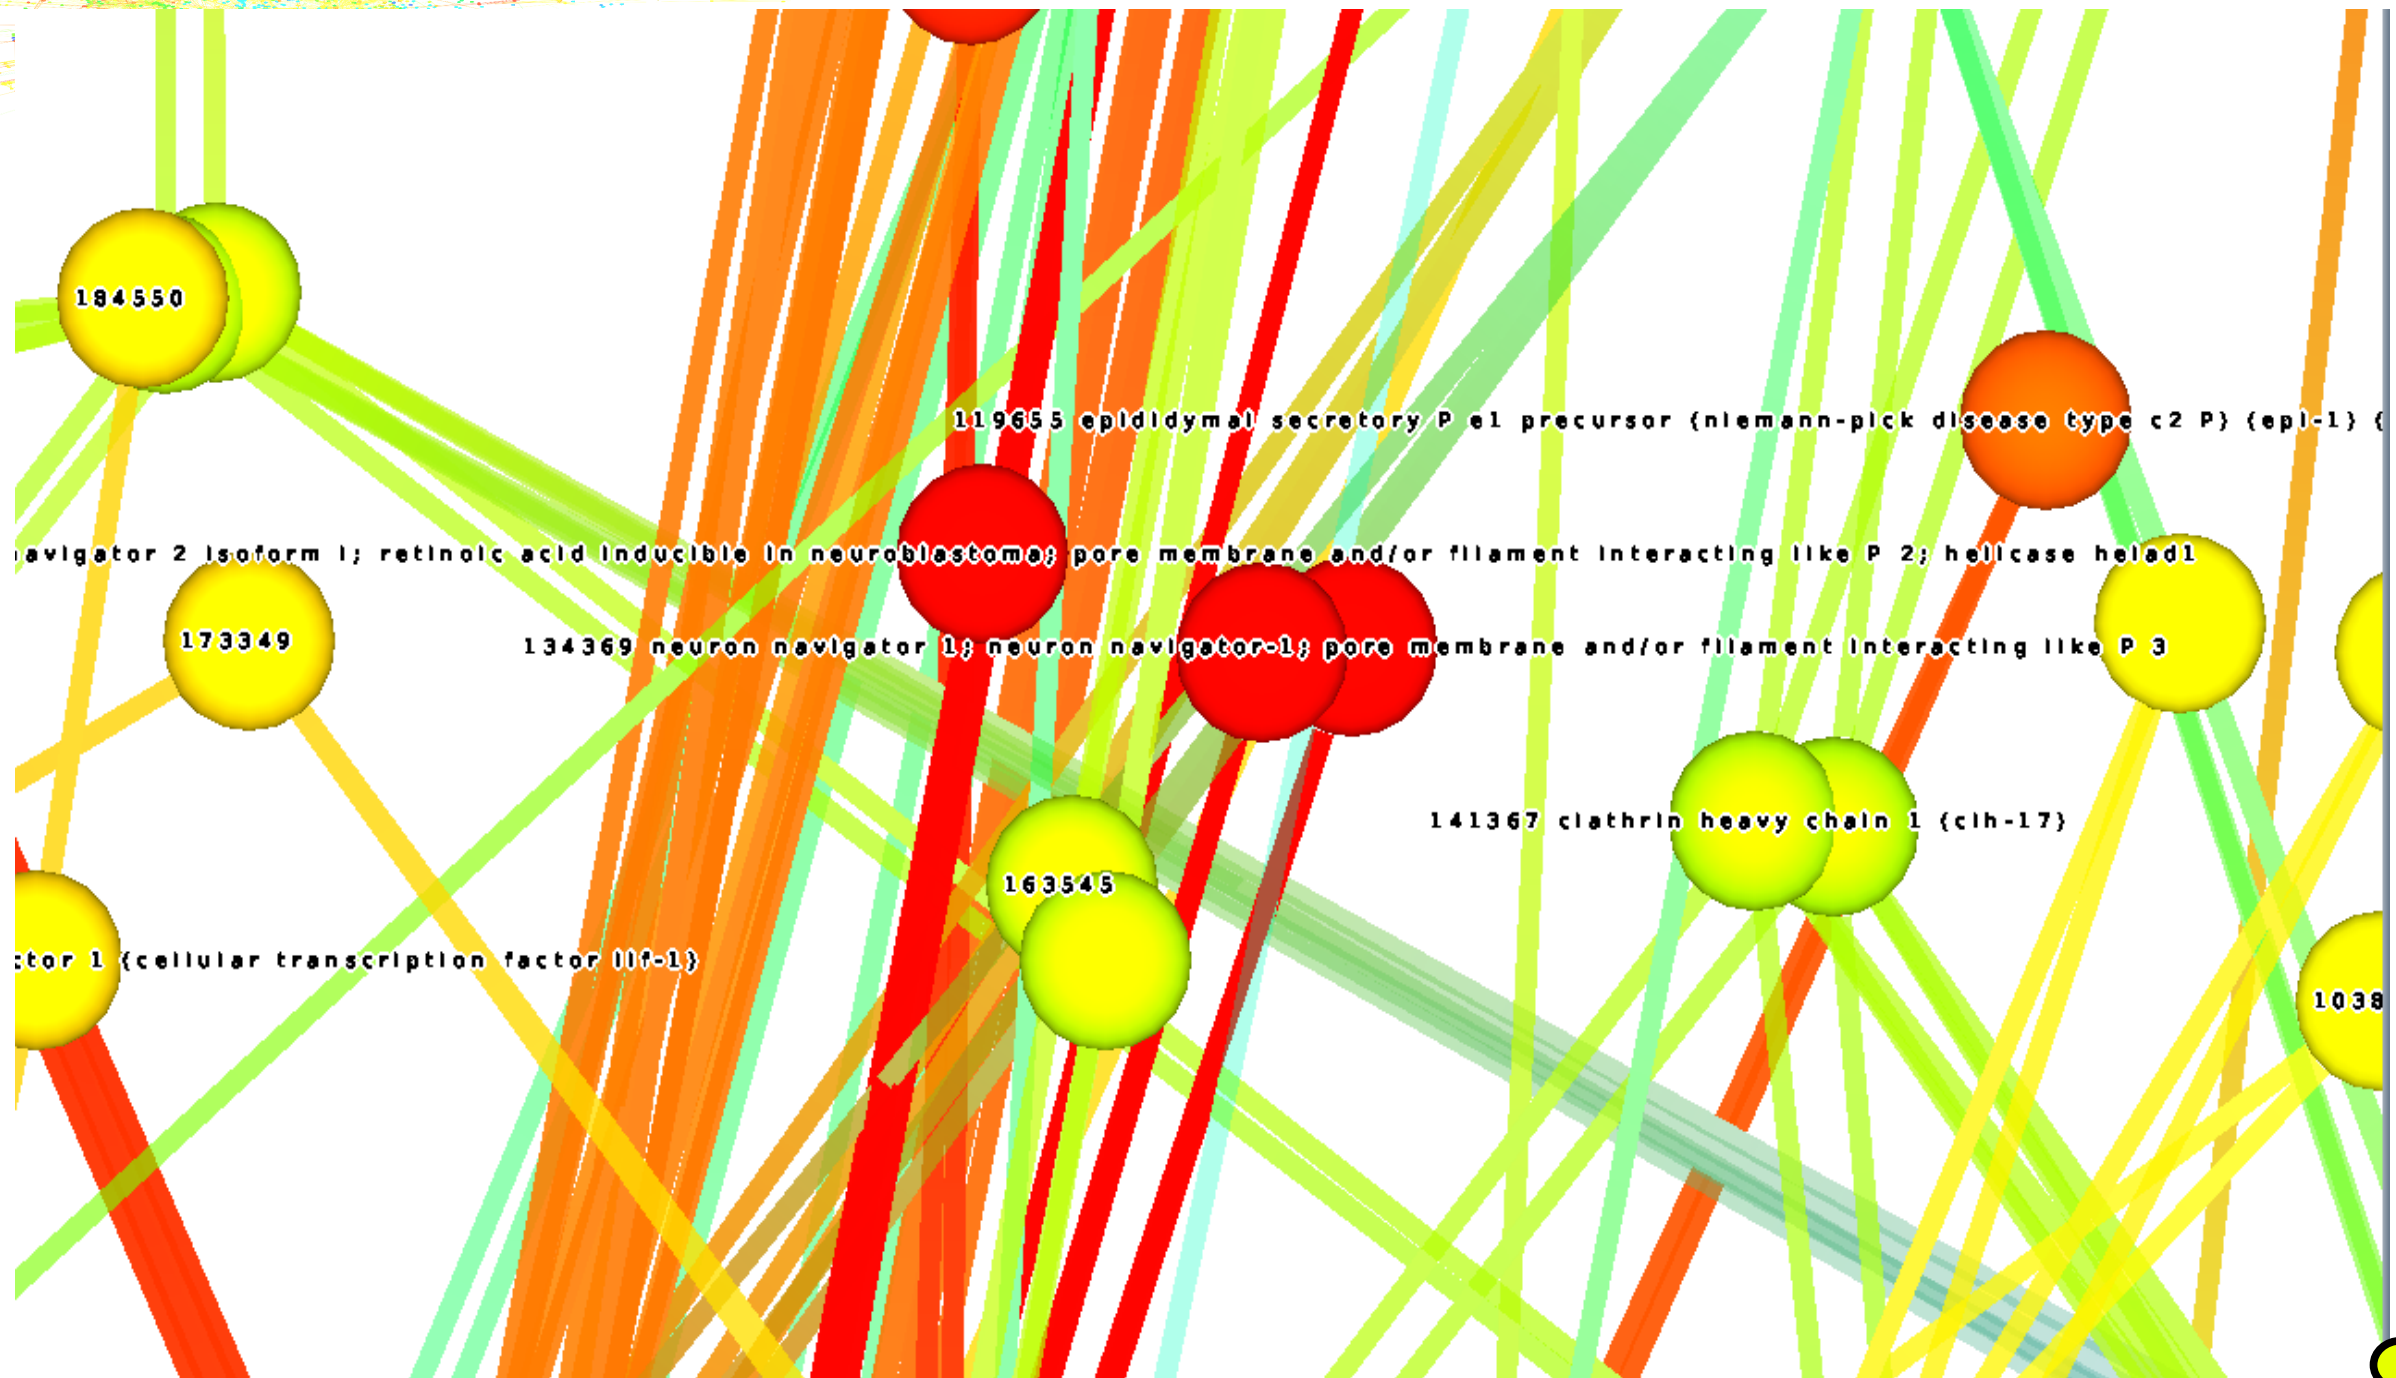 184550
119655 epididymal secretory P e1 precursor {niemann-pick disease type c2 P} {epi-1} {
avigator 2 isoform i; retinoic acid inducible in neuroblastoma; pore membrane and/or filament interacting like P 2; helicase helad1
173349
134369 neuron navigator 1; neuron navigator-1; pore membrane and/or filament interacting like P 3
141367 clathrin heavy chain 1 {clh-17}
163545
ctor 1 {cellular transcription factor iif-1}
1038